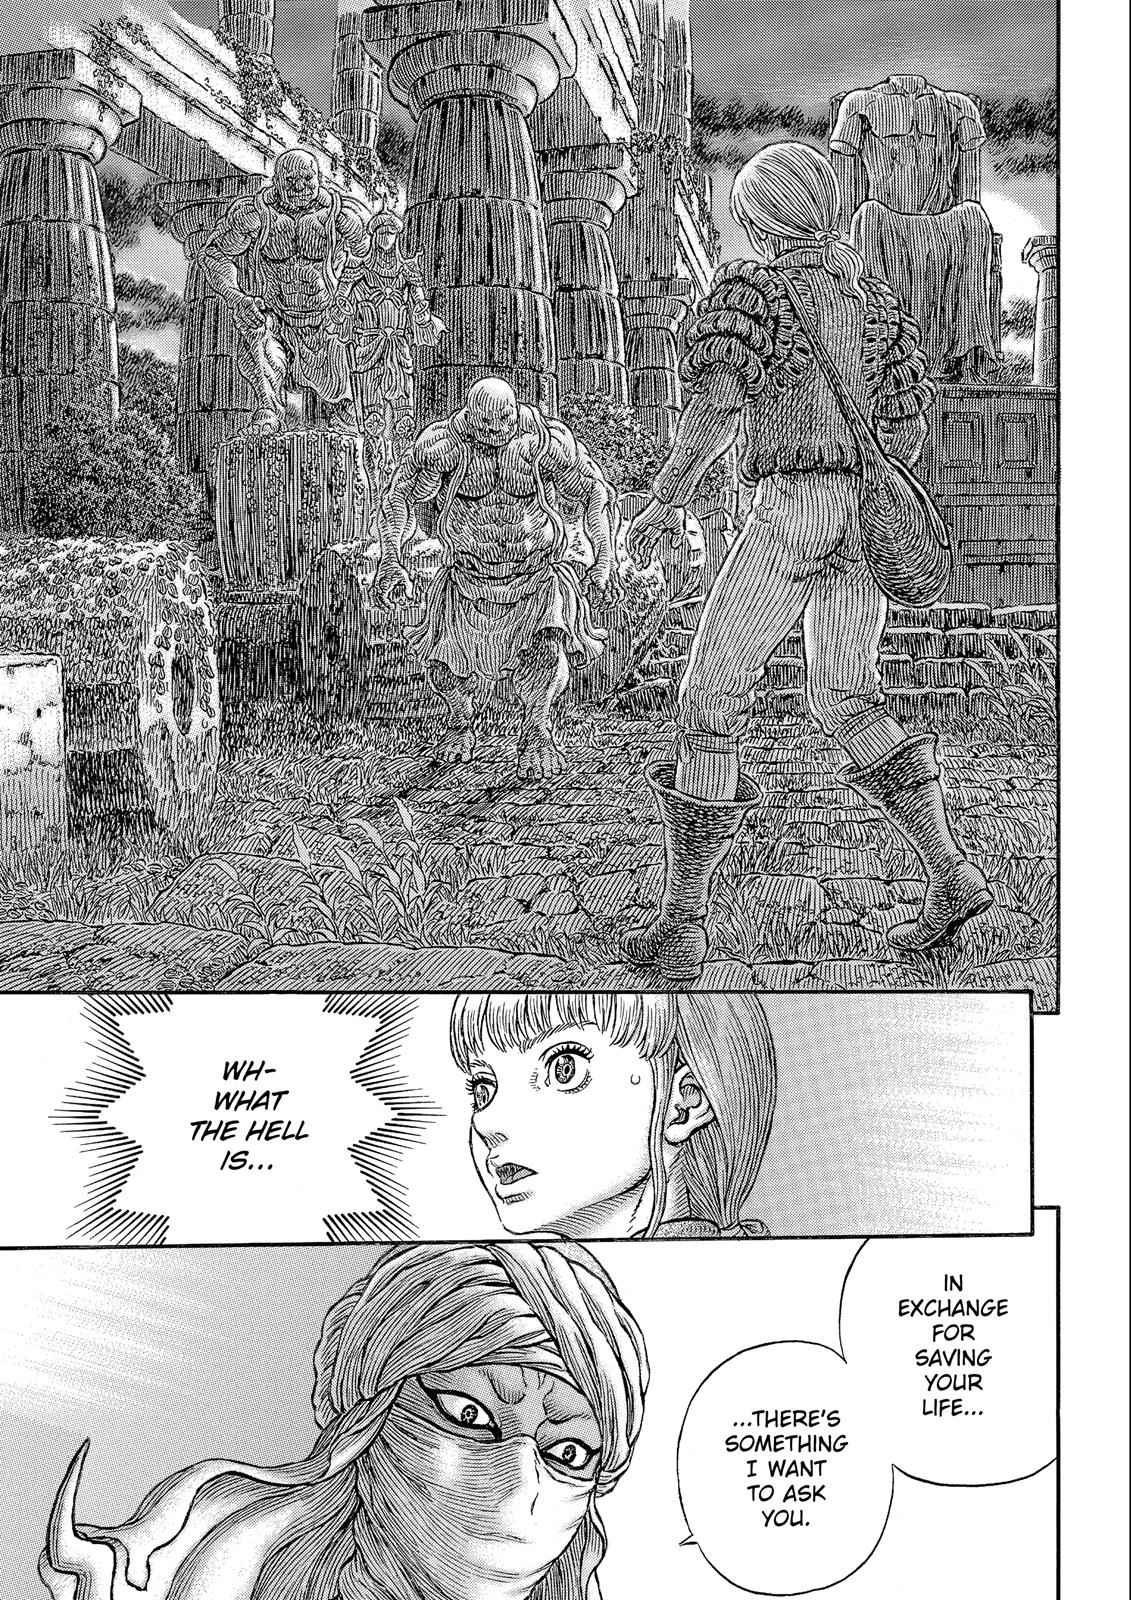 WH-
WHAT
THE HELL
IS...
IN
EXCHANGE
FOR
SAVING
YOUR
LIFE...
...THERE'S
SOMETHING
I WANT
TO ASK
YOU.